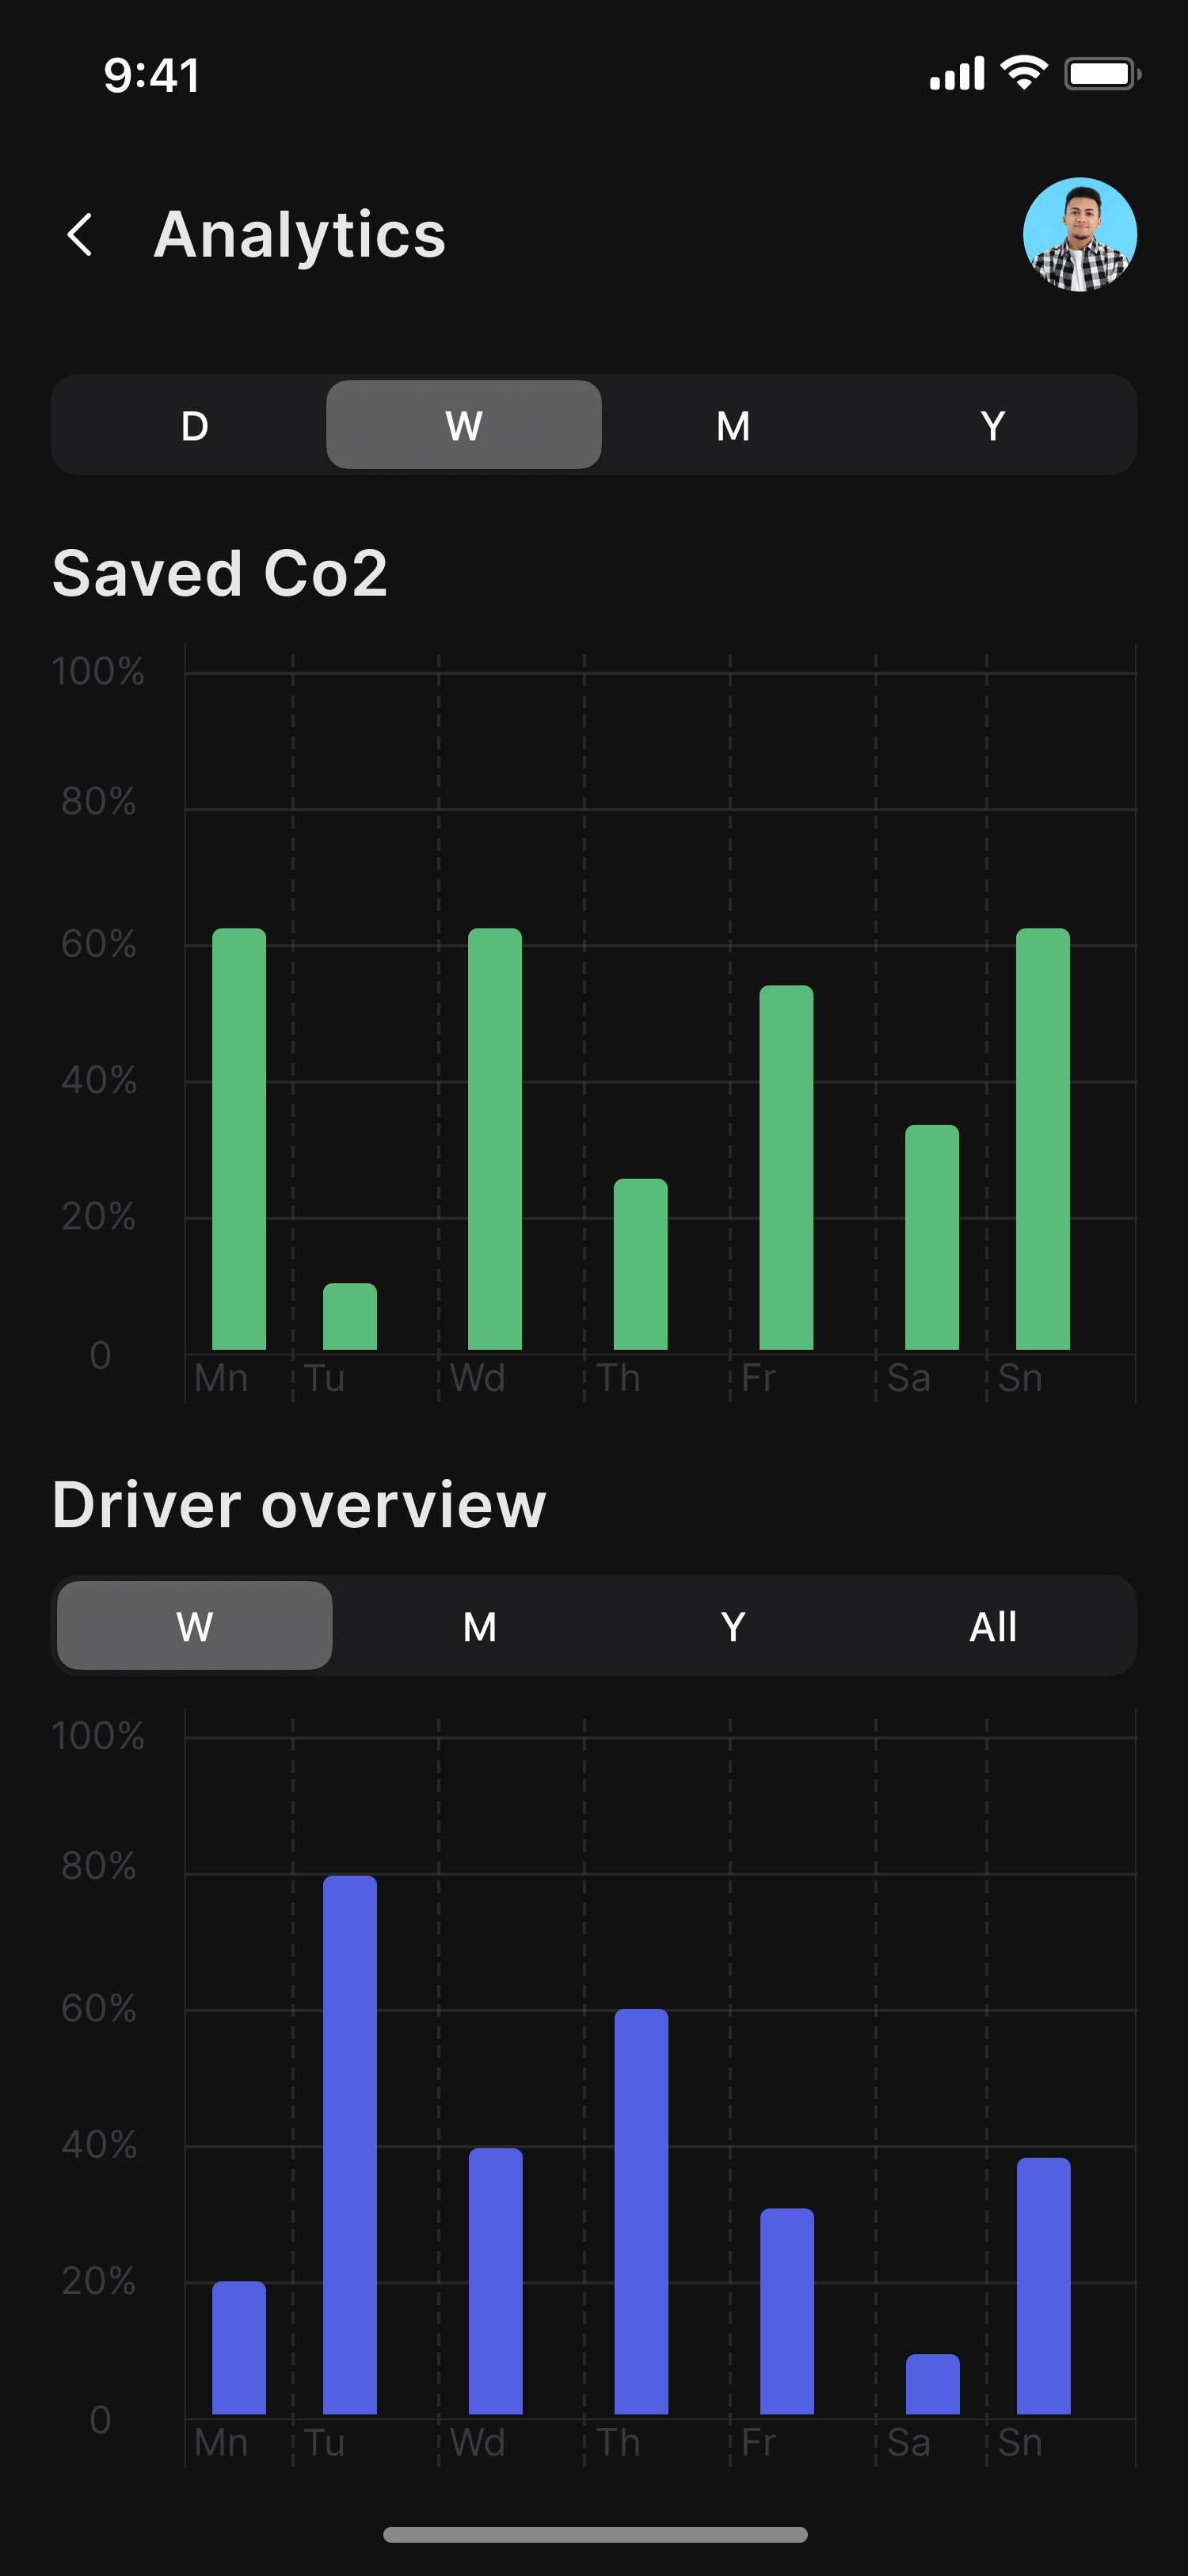 9:41
Analytics
D W M Y
Saved Co2
100%
80%
60%
40%
20%
0
Mn Tu Wd Th Fr Sa Sn
Driver overview
W M Y All
100%
80%
60%
40%
20%
0
Mn Tu Wd Th Fr Sa Sn